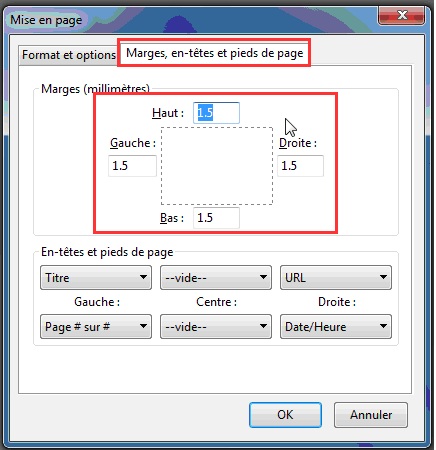 Mise en page
Format et options
Marges, en-têtes et pieds de page
Marges (millimètres)
Haut : 1.5
Gauche : Droite :
1.5 1.5
Bas : 1.5
En-têtes et pieds de page
Titre --vide-- URL
Gauche : Centre : Droite :
Page # sur # --vide-- Date/Heure
OK Annuler